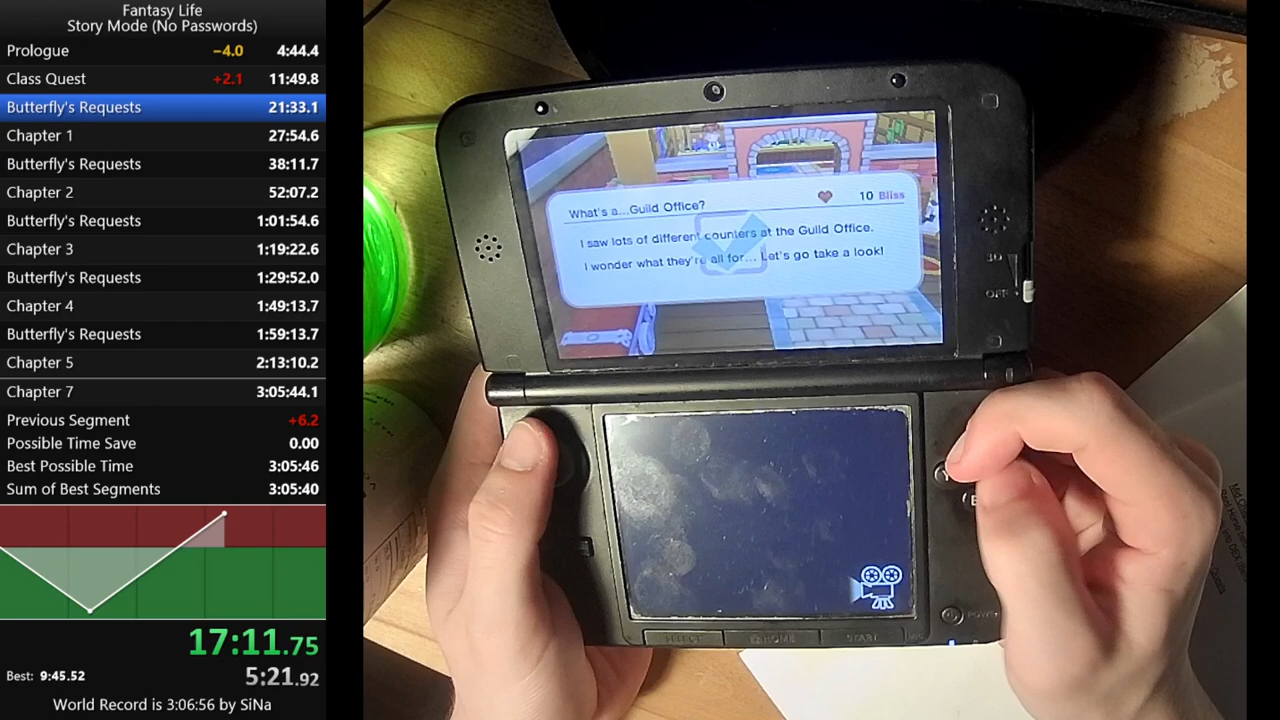 Fantasy Life
Story Mode (No Passwords)
Prologue −4.0 4:44.4
Class Quest +2.1 11:49.8
Butterfly's Requests 21:33.1
Chapter 1 27:54.6
Butterfly's Requests 38:11.7
Chapter 2 52:07.2
Butterfly's Requests 1:01:54.6
Chapter 3 1:19:22.6
Butterfly's Requests 1:29:52.0
Chapter 4 1:49:13.7
Butterfly's Requests 1:59:13.7
Chapter 5 2:13:10.2
Chapter 7 3:05:44.1
Previous Segment +6.2
Possible Time Save 0.00
Best Possible Time 3:05:46
Sum of Best Segments 3:05:40
17:11.75
Best: 9:45.52 5:21.92
World Record is 3:06:56 by SiNa
What's a...Guild Office? 10 Bliss
I saw lots of different counters at the Guild Office.
I wonder what they're all for... Let's go take a look!
3D
OFF
Y
SELECT HOME START MIC
POWER